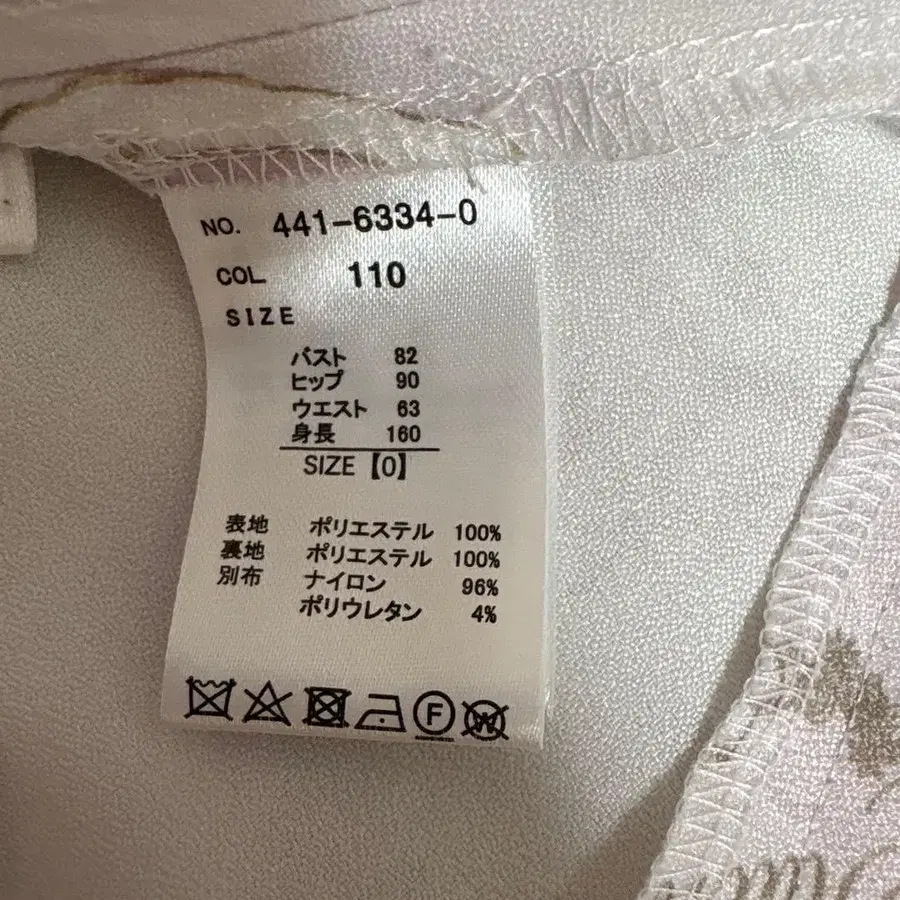 NO. 441-6334-0
COL 110
SIZE
バスト 82
ヒップ 90
ウエスト 63
身長 160
SIZE【0】
表地 ポリエステル 100%
裏地 ポリエステル 100%
別布 ナイロン 96%
ポリウレタン 4%
F W